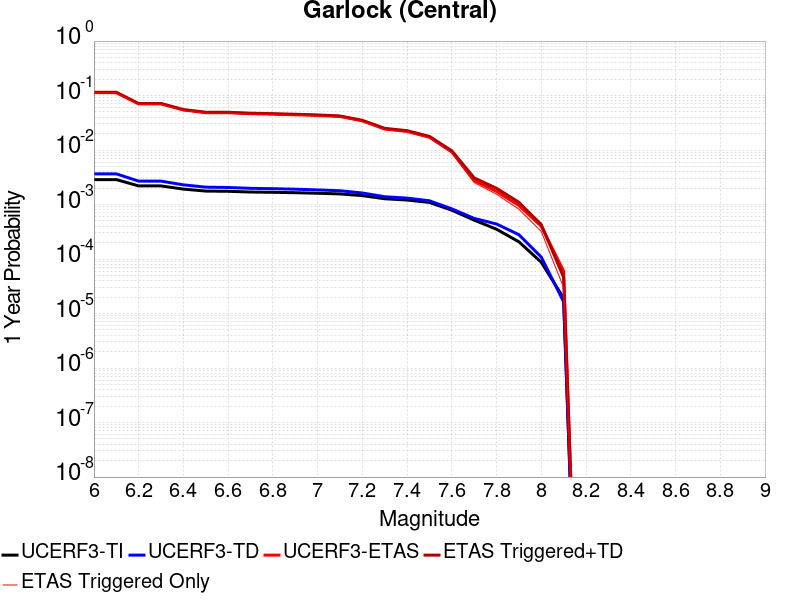 Garlock (Central)
10^0
10^-1
10^-2
10^-3
10^-4
10^-5
10^-6
10^-7
10^-8
1 Year Probability
6 6.2 6.4 6.6 6.8 7 7.2 7.4 7.6 7.8 8 8.2 8.4 8.6 8.8 9
Magnitude
UCERF3-TI UCERF3-TD UCERF3-ETAS ETAS Triggered+TD
ETAS Triggered Only